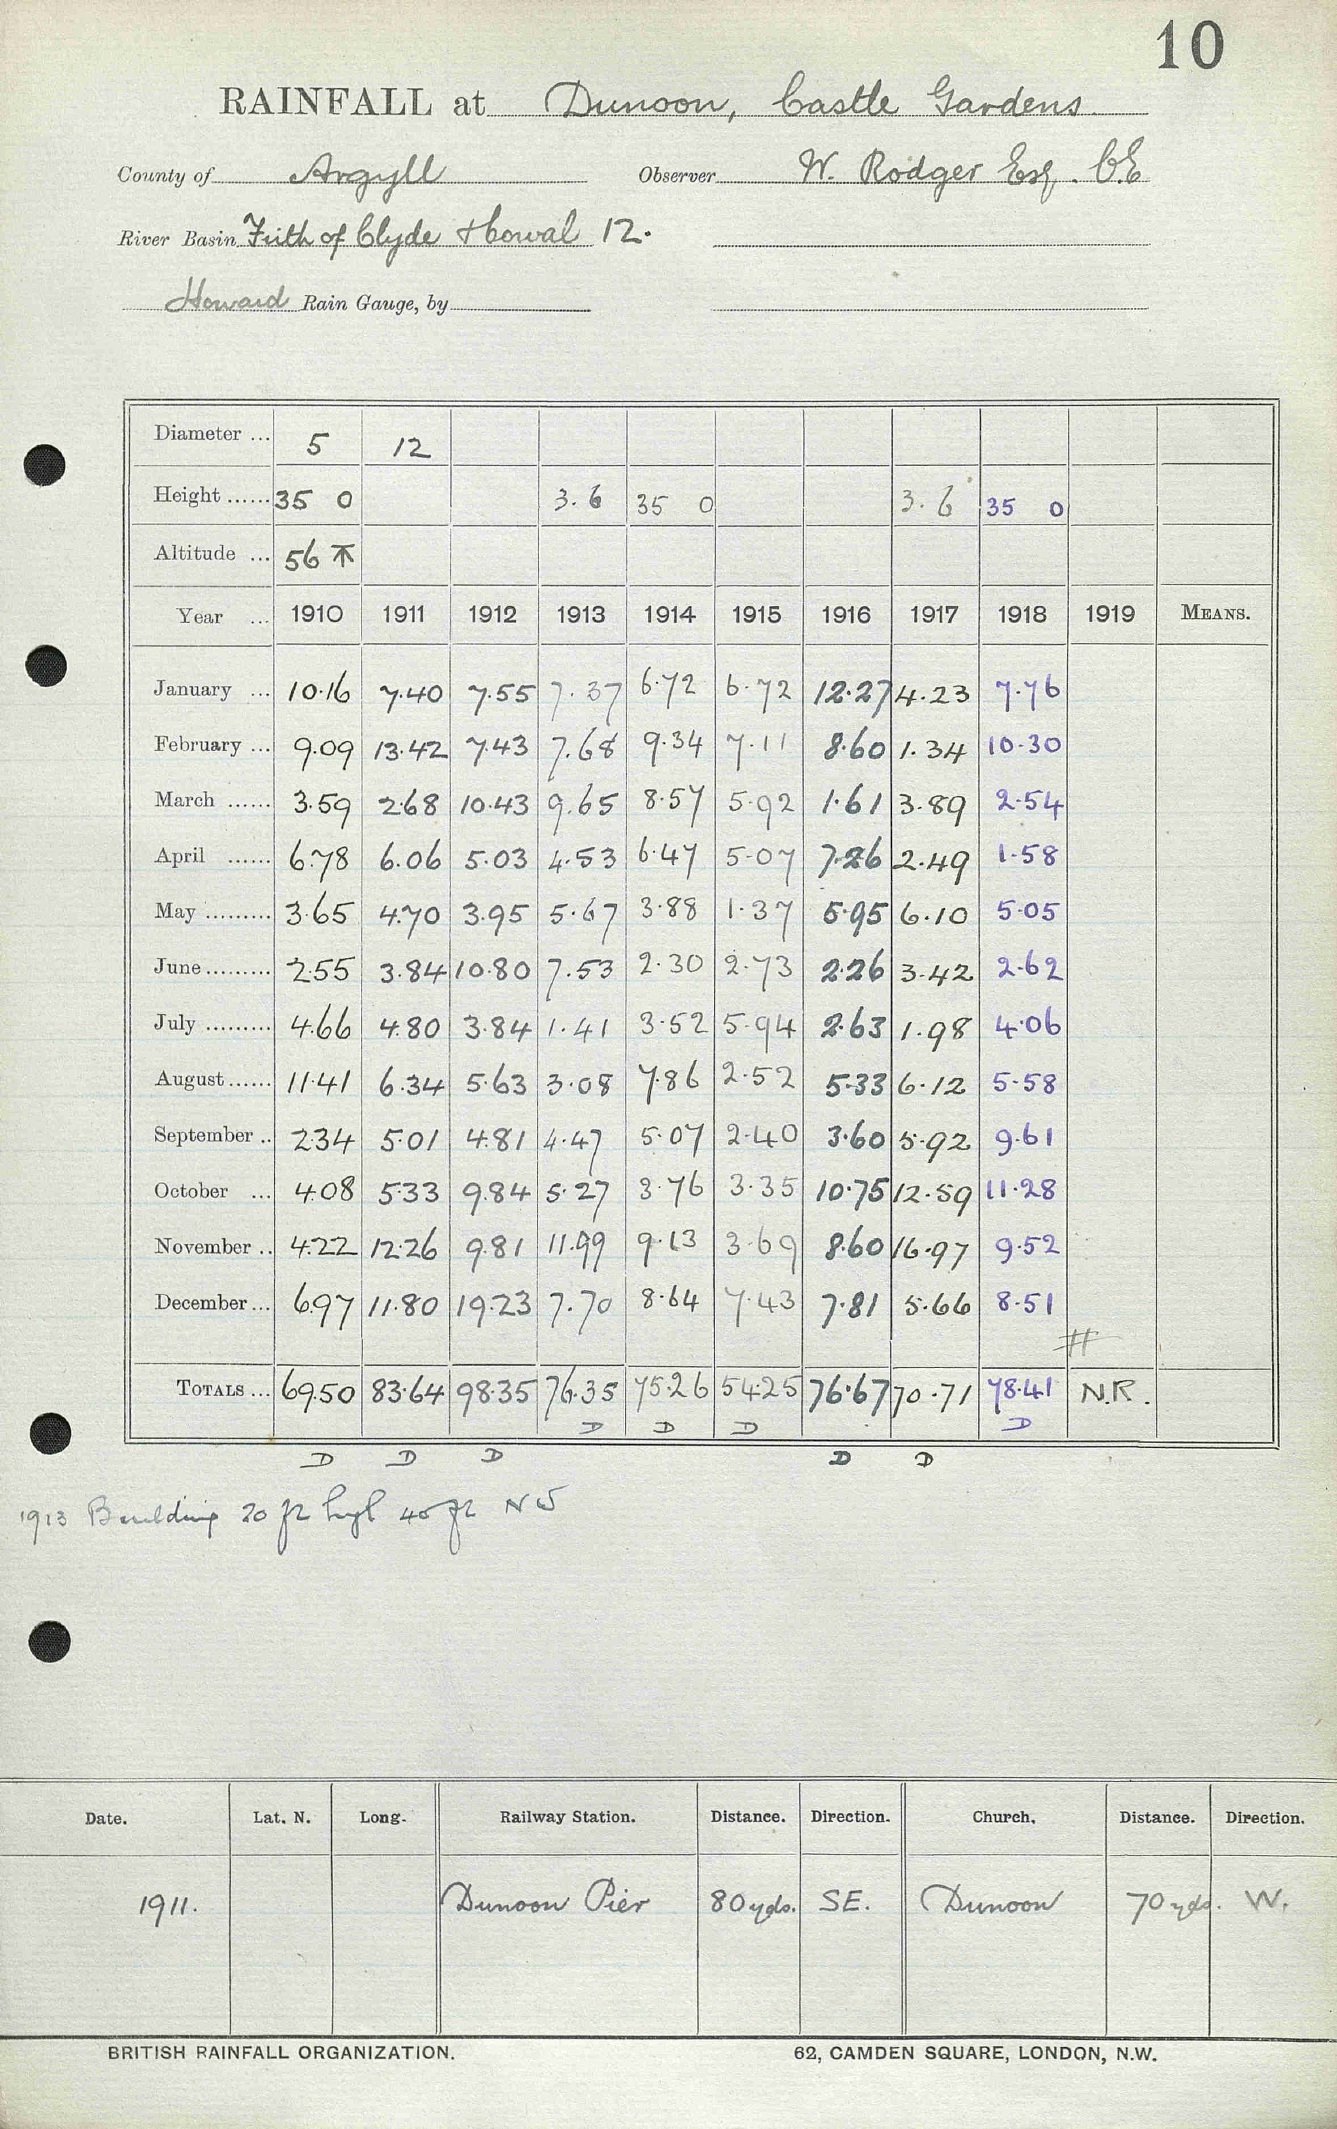 10
RAINFALL at Dunoon, Castle Gardens.
County of Argyll Observer W. Rodger Esq. C.E
River Basin Frith of Clyde & Cowal 12.
Howard Rain Gauge, by
Diameter ... 5 12
Height ...... 35 0 3.6 35 0 3.6 35 0
Altitude ... 56
Year ... 1910 1911 1912 1913 1914 1915 1916 1917 1918 1919 MEANS.
January ... 10.16 7.40 7.55 7.37 6.72 6.72 12.27 4.23 7.76
February ... 9.09 13.42 7.43 7.68 9.34 7.11 8.60 1.34 10.30
March ...... 3.59 2.68 10.43 9.65 8.57 5.92 1.61 3.89 2.54
April ...... 6.78 6.06 5.03 4.53 6.47 5.07 7.26 2.49 1.58
May ......... 3.65 4.70 3.95 5.67 3.88 1.37 5.95 6.10 5.05
June ......... 2.55 3.84 10.80 7.53 2.30 2.73 2.26 3.42 2.62
July ......... 4.66 4.80 3.84 1.41 3.52 5.94 2.63 1.98 4.06
August ...... 11.41 6.34 5.63 3.08 7.86 2.52 5.33 6.12 5.58
September .. 2.34 5.01 4.81 4.47 5.07 2.40 3.60 5.92 9.61
October ... 4.08 5.33 9.84 5.27 3.76 3.35 10.75 12.59 11.28
November .. 4.22 12.26 9.81 11.99 9.13 3.69 8.60 16.97 9.52
December ... 6.97 11.80 19.23 7.70 8.64 7.43 7.81 5.66 8.51
#
TOTALS ... 69.50 83.64 98.35 76.35 75.26 54.25 76.67 70.71 78.41 N.R.
D D D D
D D D D D
1913 Building 20 ft high 40 ft NW
Date. Lat. N. Long. Railway Station. Distance. Direction. Church. Distance. Direction.
1911. Dunoon Pier 80 yds. SE. Dunoon 70 yds. W.
BRITISH RAINFALL ORGANIZATION. 62, CAMDEN SQUARE, LONDON, N.W.